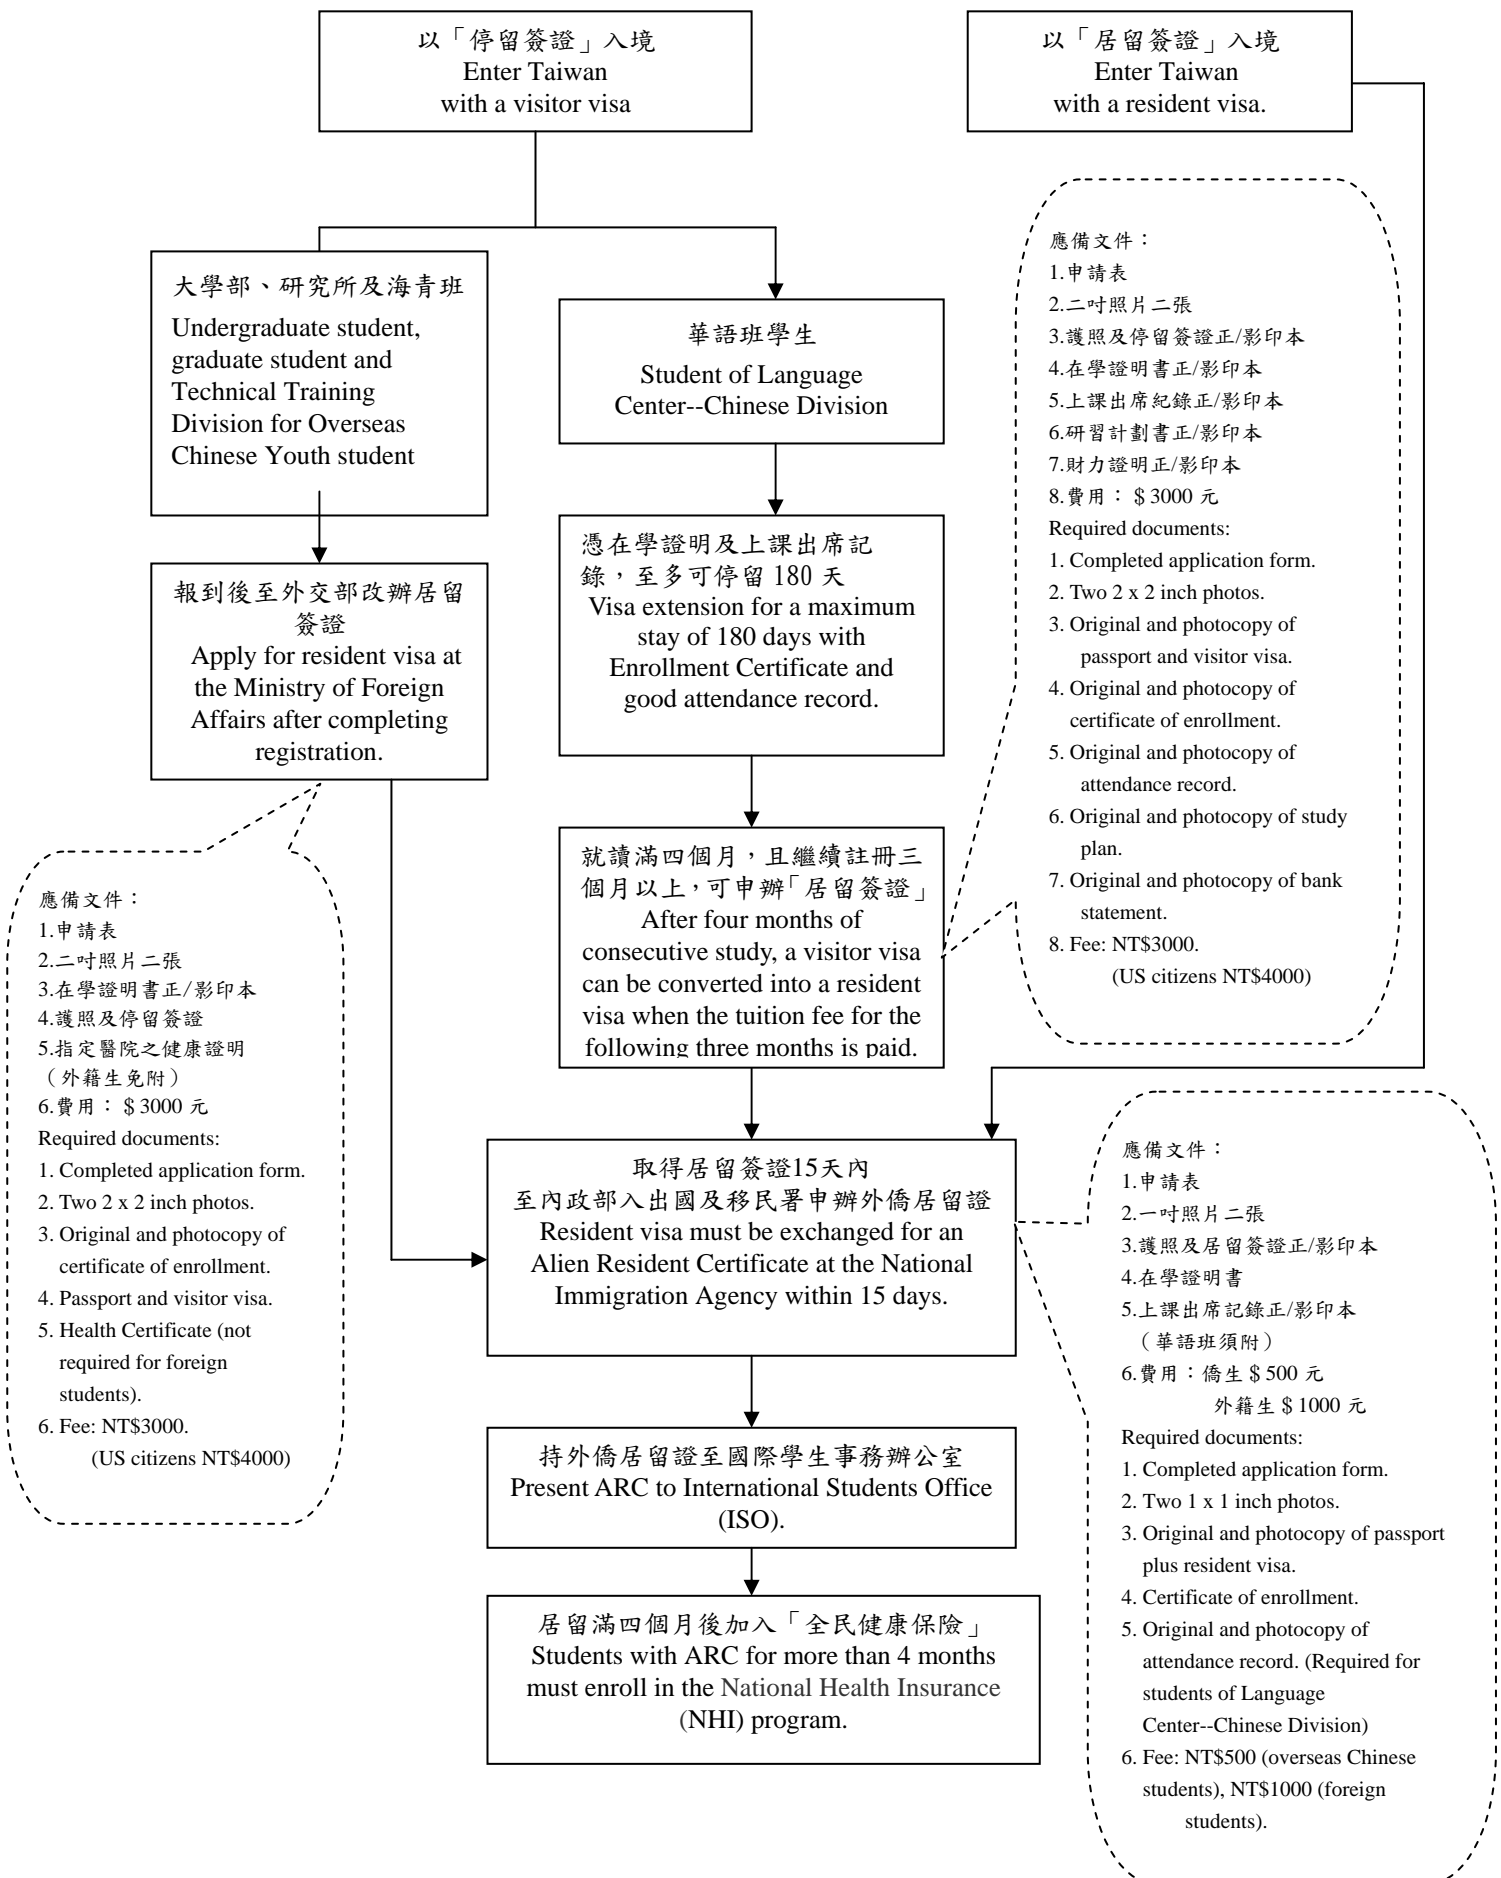 以「停留簽證」入境
Enter Taiwan
with a visitor visa
以「居留簽證」入境
Enter Taiwan
with a resident visa.
大學部、研究所及海青班
Undergraduate student,
graduate student and
Technical Training
Division for Overseas
Chinese Youth student
華語班學生
Student of Language
Center--Chinese Division
報到後至外交部改辦居留
簽證
Apply for resident visa at
the Ministry of Foreign
Affairs after completing
registration.
憑在學證明及上課出席記
錄，至多可停留 180 天
Visa extension for a maximum
stay of 180 days with
Enrollment Certificate and
good attendance record.
就讀滿四個月，且繼續註冊三
個月以上，可申辦「居留簽證」
After four months of
consecutive study, a visitor visa
can be converted into a resident
visa when the tuition fee for the
following three months is paid.
應備文件：
1.申請表
2.二吋照片二張
3.護照及停留簽證正/影印本
4.在學證明書正/影印本
5.上課出席紀錄正/影印本
6.研習計劃書正/影印本
7.財力證明正/影印本
8.費用：＄3000 元
Required documents:
1. Completed application form.
2. Two 2 x 2 inch photos.
3. Original and photocopy of
passport and visitor visa.
4. Original and photocopy of
certificate of enrollment.
5. Original and photocopy of
attendance record.
6. Original and photocopy of study
plan.
7. Original and photocopy of bank
statement.
8. Fee: NT$3000.
(US citizens NT$4000)
應備文件：
1.申請表
2.二吋照片二張
3.在學證明書正/影印本
4.護照及停留簽證
5.指定醫院之健康證明
（外籍生免附）
6.費用：＄3000 元
Required documents:
1. Completed application form.
2. Two 2 x 2 inch photos.
3. Original and photocopy of
certificate of enrollment.
4. Passport and visitor visa.
5. Health Certificate (not
required for foreign
students).
6. Fee: NT$3000.
(US citizens NT$4000)
取得居留簽證15天內
至內政部入出國及移民署申辦外僑居留證
Resident visa must be exchanged for an
Alien Resident Certificate at the National
Immigration Agency within 15 days.
應備文件：
1.申請表
2.一吋照片二張
3.護照及居留簽證正/影印本
4.在學證明書
5.上課出席記錄正/影印本
（華語班須附）
6.費用：僑生＄500 元
外籍生＄1000 元
Required documents:
1. Completed application form.
2. Two 1 x 1 inch photos.
3. Original and photocopy of passport
plus resident visa.
4. Certificate of enrollment.
5. Original and photocopy of
attendance record. (Required for
students of Language
Center--Chinese Division)
6. Fee: NT$500 (overseas Chinese
students), NT$1000 (foreign
students).
持外僑居留證至國際學生事務辦公室
Present ARC to International Students Office
(ISO).
居留滿四個月後加入「全民健康保險」
Students with ARC for more than 4 months
must enroll in the National Health Insurance
(NHI) program.